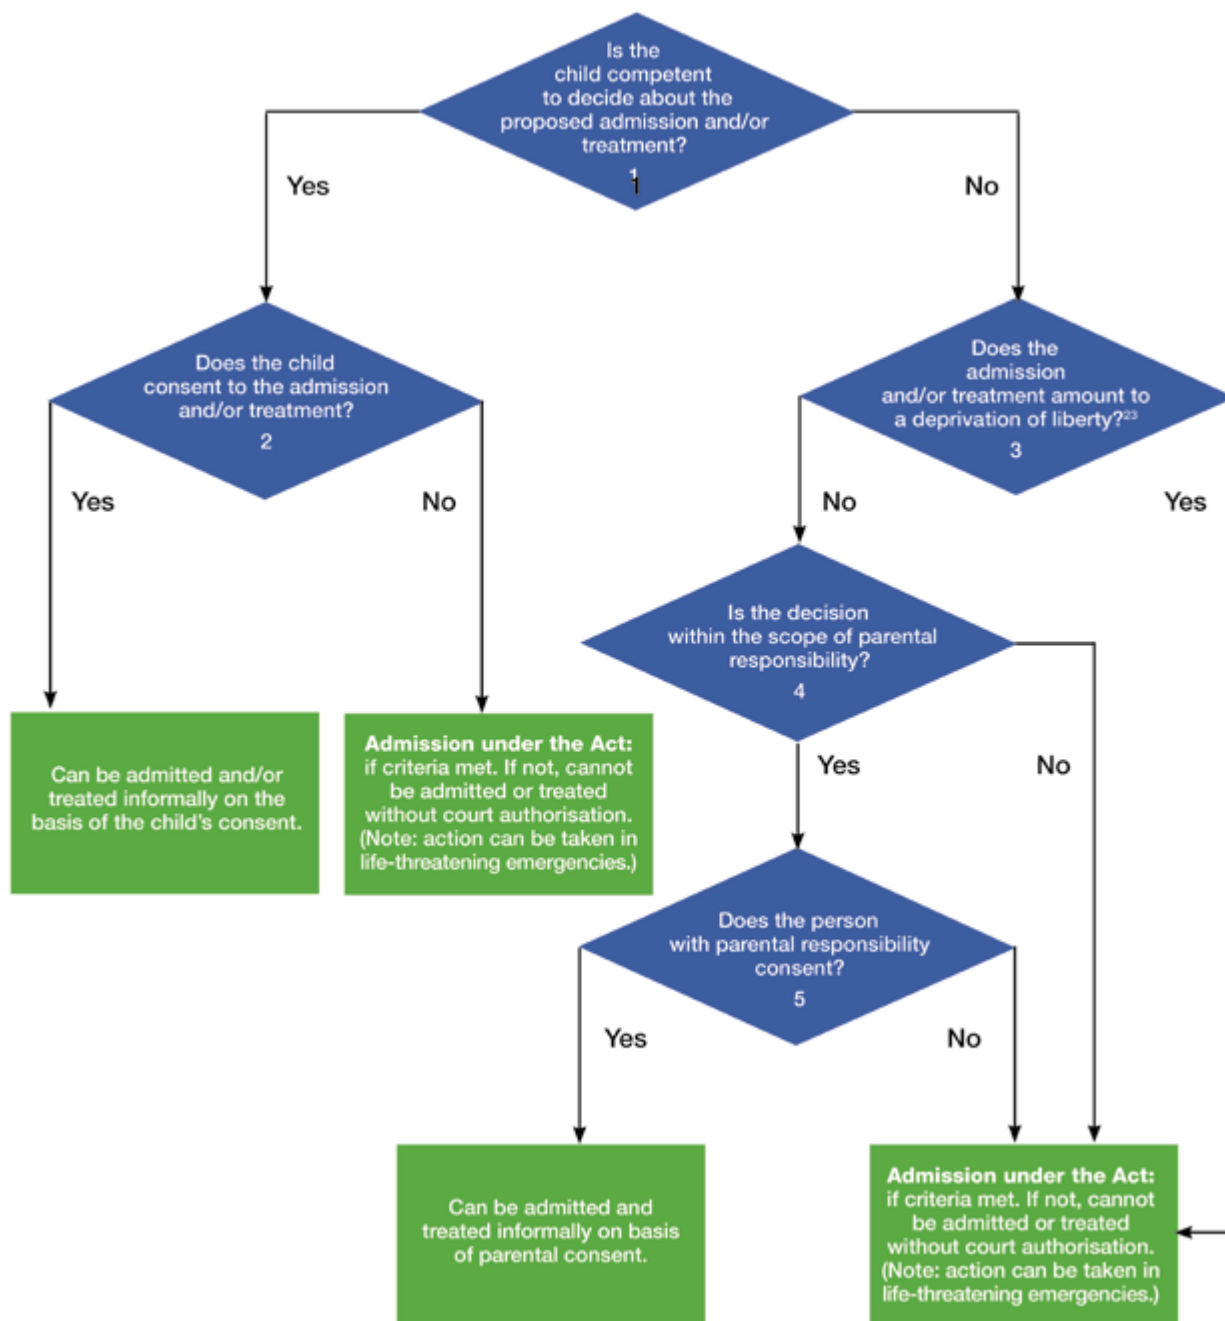 Is the
child competent
to decide about the
proposed admission and/or
treatment?
1
1
Yes
No
Does the child
consent to the admission
and/or treatment?
2
Does the
admission
and/or treatment amount to
a deprivation of liberty?²³
3
Yes
No
No
Yes
Is the decision
within the scope of parental
responsibility?
4
Can be admitted and/or
treated informally on the
basis of the child’s consent.
Admission under the Act:
if criteria met. If not, cannot
be admitted or treated
without court authorisation.
(Note: action can be taken in
life-threatening emergencies.)
Yes
No
Does the person
with parental responsibility
consent?
5
Yes
No
Can be admitted and
treated informally on basis
of parental consent.
Admission under the Act:
if criteria met. If not, cannot
be admitted or treated
without court authorisation.
(Note: action can be taken in
life-threatening emergencies.)